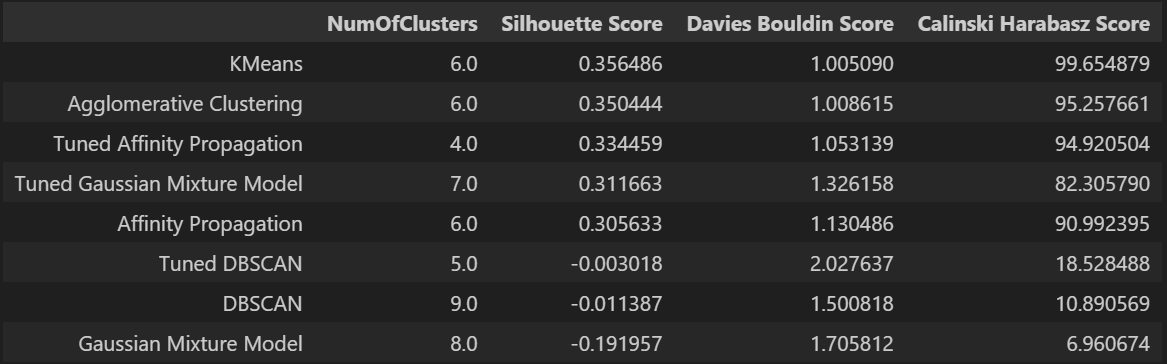 NumOfClusters Silhouette Score Davies Bouldin Score Calinski Harabasz Score
KMeans 6.0 0.356486 1.005090 99.654879
Agglomerative Clustering 6.0 0.350444 1.008615 95.257661
Tuned Affinity Propagation 4.0 0.334459 1.053139 94.920504
Tuned Gaussian Mixture Model 7.0 0.311663 1.326158 82.305790
Affinity Propagation 6.0 0.305633 1.130486 90.992395
Tuned DBSCAN 5.0 -0.003018 2.027637 18.528488
DBSCAN 9.0 -0.011387 1.500818 10.890569
Gaussian Mixture Model 8.0 -0.191957 1.705812 6.960674